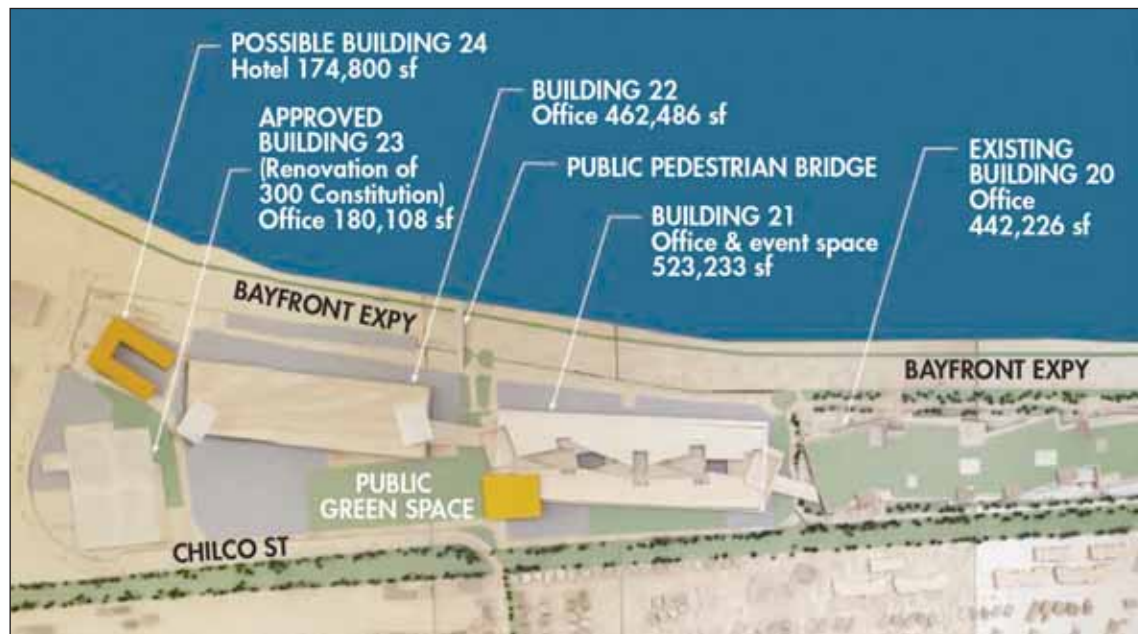 POSSIBLE BUILDING 24
Hotel 174,800 sf
APPROVED
BUILDING 23
(Renovation of
300 Constitution)
Office 180,108 sf
BUILDING 22
Office 462,486 sf
PUBLIC PEDESTRIAN BRIDGE
BUILDING 21
Office & event space
523,233 sf
EXISTING
BUILDING 20
Office
442,226 sf
BAYFRONT EXPY
BAYFRONT EXPY
PUBLIC
GREEN SPACE
CHILCO ST